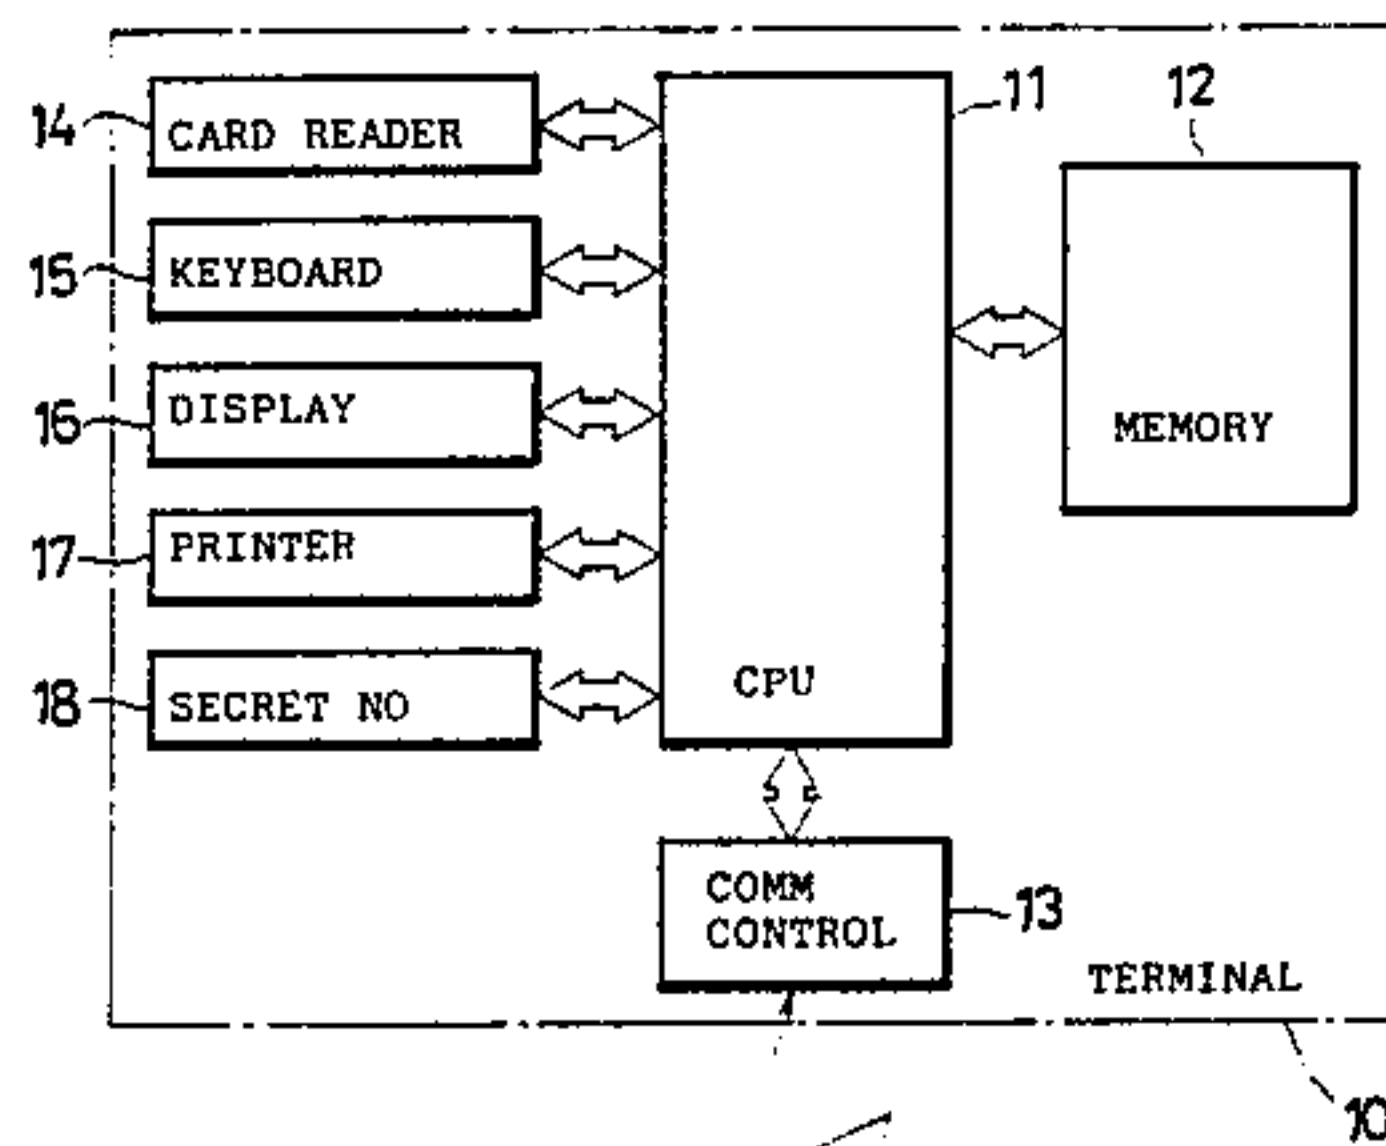 11
12
14
CARD READER
15
KEYBOARD
16
DISPLAY
MEMORY
17
PRINTER
18
SECRET NO
CPU
COMM
CONTROL
13
TERMINAL
10